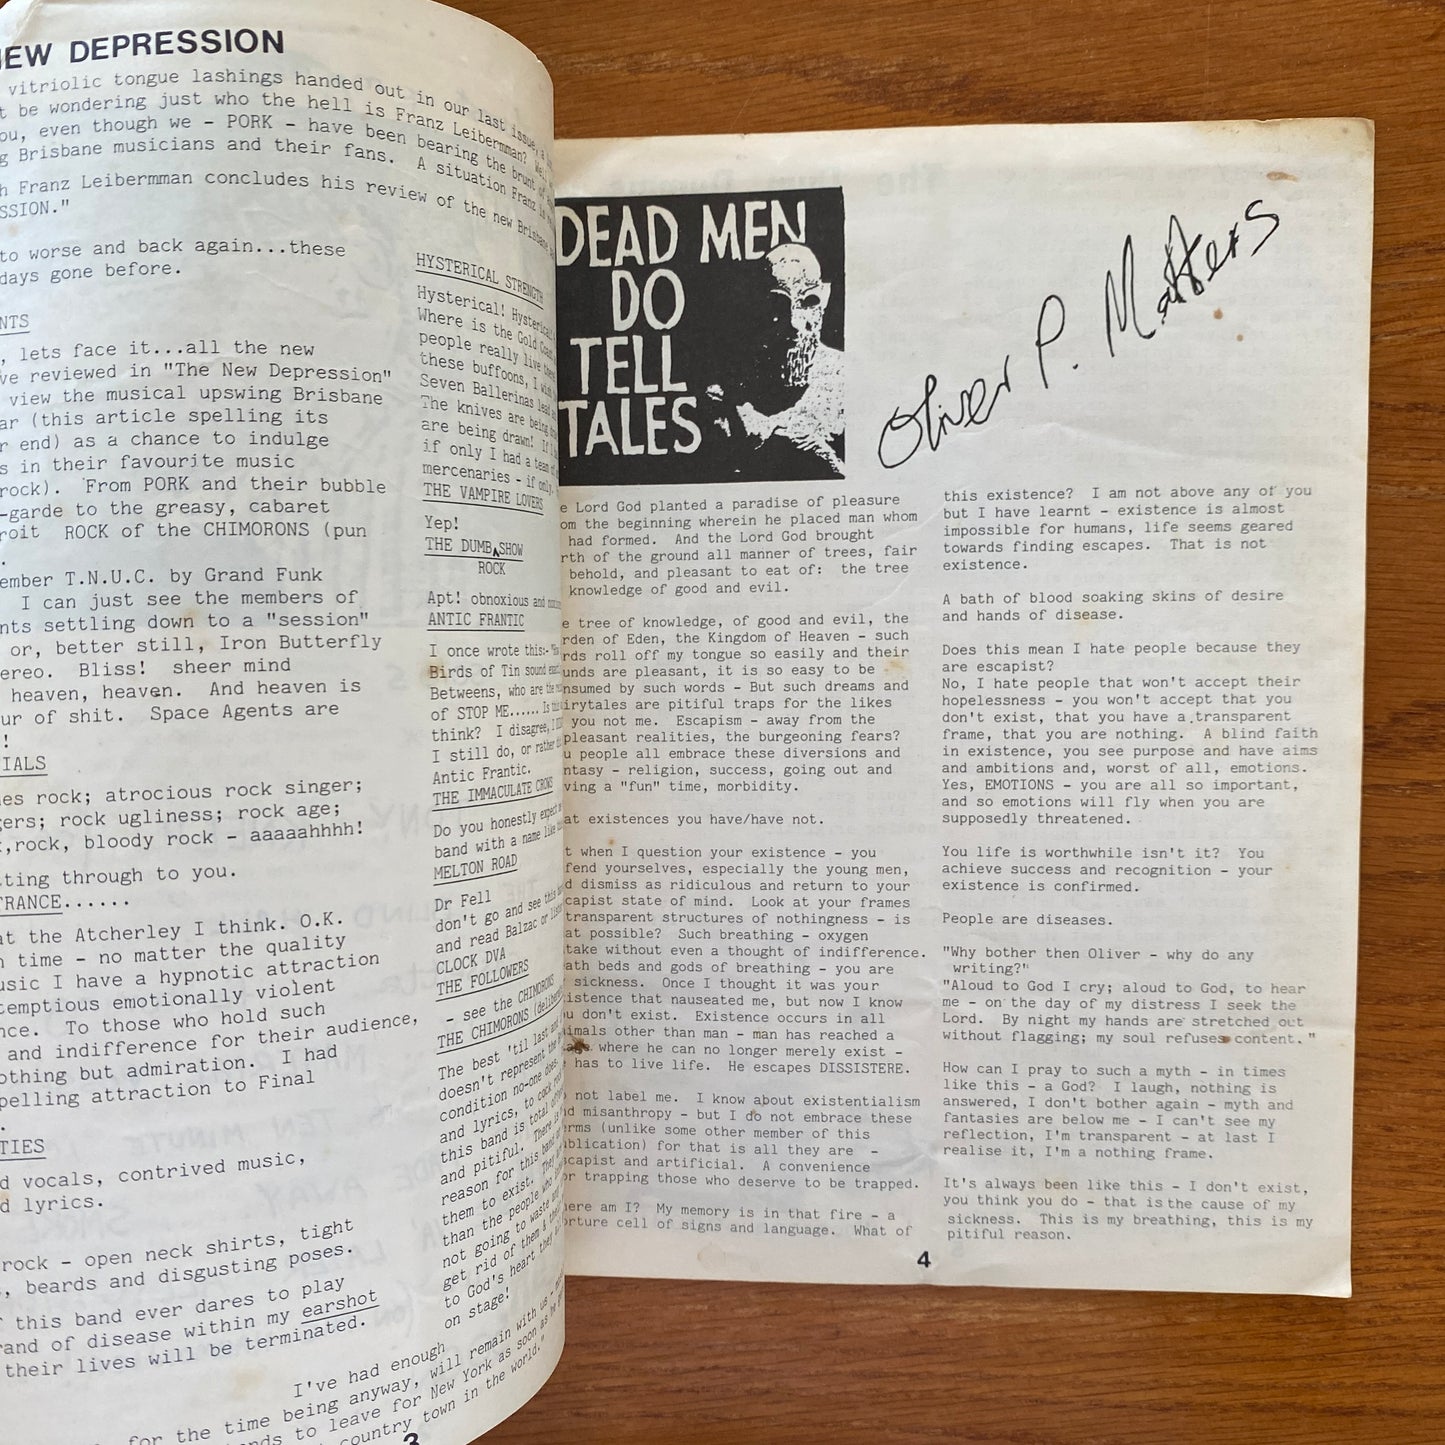 NEW DEPRESSION
vitriolic tongue lashings handed out in our last issue, a
be wondering just who the hell is Franz Leibermman? Well,
ou, even though we - PORK - have been bearing the brunt of
g Brisbane musicians and their fans. A situation Franz is
h Franz Leibermman concludes his review of the new Brisbane
SSION."
to worse and back again...these
days gone before.
NTS
, lets face it...all the new
ve reviewed in "The New Depression"
view the musical upswing Brisbane
ar (this article spelling its
r end) as a chance to indulge
s in their favourite music
rock). From PORK and their bubble
-garde to the greasy, cabaret
roit ROCK of the CHIMORONS (pun
.
ember T.N.U.C. by Grand Funk
I can just see the members of
nts settling down to a "session"
or, better still, Iron Butterfly
ereo. Bliss! sheer mind
heaven, heaven. And heaven is
ur of shit. Space Agents are
!
IALS
es rock; atrocious rock singer;
gers; rock ugliness; rock age;
,rock, bloody rock - aaaaahhhh!
tting through to you.
TRANCE......
at the Atcherley I think. O.K.
n time - no matter the quality
usic I have a hypnotic attraction
temptious emotionally violent
nce. To those who hold such
and indifference for their audience,
othing but admiration. I had
pelling attraction to Final
.
TIES
d vocals, contrived music,
d lyrics.
rock - open neck shirts, tight
, beards and disgusting poses.
this band ever dares to play
rand of disease within my earshot
their lives will be terminated.
HYSTERICAL STRENGTH
Hysterical! Hysterical!
Where is the Gold Coast
people really live
these buffoons, I
Seven Ballerinas lead
The knives are being
are being drawn! If
if only I had a team of
mercenaries - if only.
THE VAMPIRE LOVERS
Yep!
THE DUMB SHOW
ROCK
Apt! obnoxious and
ANTIC FRANTIC
I once wrote this:-
Birds of Tin sound
Betweens, who are the
of STOP ME...... Is
think? I disagree, I
I still do, or rather
Antic Frantic.
THE IMMACULATE CROWS
Do you honestly expect
band with a name like
MELTON ROAD
Dr Fell
don't go and see this
and read Balzac or listen
CLOCK DVA
THE FOLLOWERS
- see the CHIMORONS
THE CHIMORONS
The best 'til last and
doesn't represent the
condition no-one does.
and lyrics, to cock rock
this band is total
and pitiful. There is
reason for this band
them to exist. They
than the people who
not going to waste any
get rid of them & the
to God's heart they
on stage!
I've had enough
for the time being anyway, will remain with us -
to leave for New York as soon as he
country town in the world."
3
DEAD MEN
DO
TELL
TALES
Oliver P. Matters
e Lord God planted a paradise of pleasure
om the beginning wherein he placed man whom
had formed. And the Lord God brought
rth of the ground all manner of trees, fair
behold, and pleasant to eat of: the tree
knowledge of good and evil.
e tree of knowledge, of good and evil, the
rden of Eden, the Kingdom of Heaven - such
rds roll off my tongue so easily and their
unds are pleasant, it is so easy to be
nsumed by such words - But such dreams and
irytales are pitiful traps for the likes
you not me. Escapism - away from the
pleasant realities, the burgeoning fears?
u people all embrace these diversions and
ntasy - religion, success, going out and
ving a "fun" time, morbidity.
at existences you have/have not.
t when I question your existence - you
fend yourselves, especially the young men,
d dismiss as ridiculous and return to your
capist state of mind. Look at your frames
transparent structures of nothingness - is
at possible? Such breathing - oxygen
take without even a thought of indifference.
ath beds and gods of breathing - you are
sickness. Once I thought it was your
istence that nauseated me, but now I know
u don't exist. Existence occurs in all
imals other than man - man has reached a
age where he can no longer merely exist -
has to live life. He escapes DISSISTERE.
not label me. I know about existentialism
nd misanthropy - but I do not embrace these
erms (unlike some other member of this
ublication) for that is all they are -
scapist and artificial. A convenience
or trapping those who deserve to be trapped.
here am I? My memory is in that fire - a
orture cell of signs and language. What of
this existence? I am not above any of you
but I have learnt - existence is almost
impossible for humans, life seems geared
towards finding escapes. That is not
existence.
A bath of blood soaking skins of desire
and hands of disease.
Does this mean I hate people because they
are escapist?
No, I hate people that won't accept their
hopelessness - you won't accept that you
don't exist, that you have a transparent
frame, that you are nothing. A blind faith
in existence, you see purpose and have aims
and ambitions and, worst of all, emotions.
Yes, EMOTIONS - you are all so important,
and so emotions will fly when you are
supposedly threatened.
You life is worthwhile isn't it? You
achieve success and recognition - your
existence is confirmed.
People are diseases.
"Why bother then Oliver - why do any
writing?"
"Aloud to God I cry; aloud to God, to hear
me - on the day of my distress I seek the
Lord. By night my hands are stretched out
without flagging; my soul refuses content."
How can I pray to such a myth - in times
like this - a God? I laugh, nothing is
answered, I don't bother again - myth and
fantasies are below me - I can't see my
reflection, I'm transparent - at last I
realise it, I'm a nothing frame.
It's always been like this - I don't exist,
you think you do - that is the cause of my
sickness. This is my breathing, this is my
pitiful reason.
4